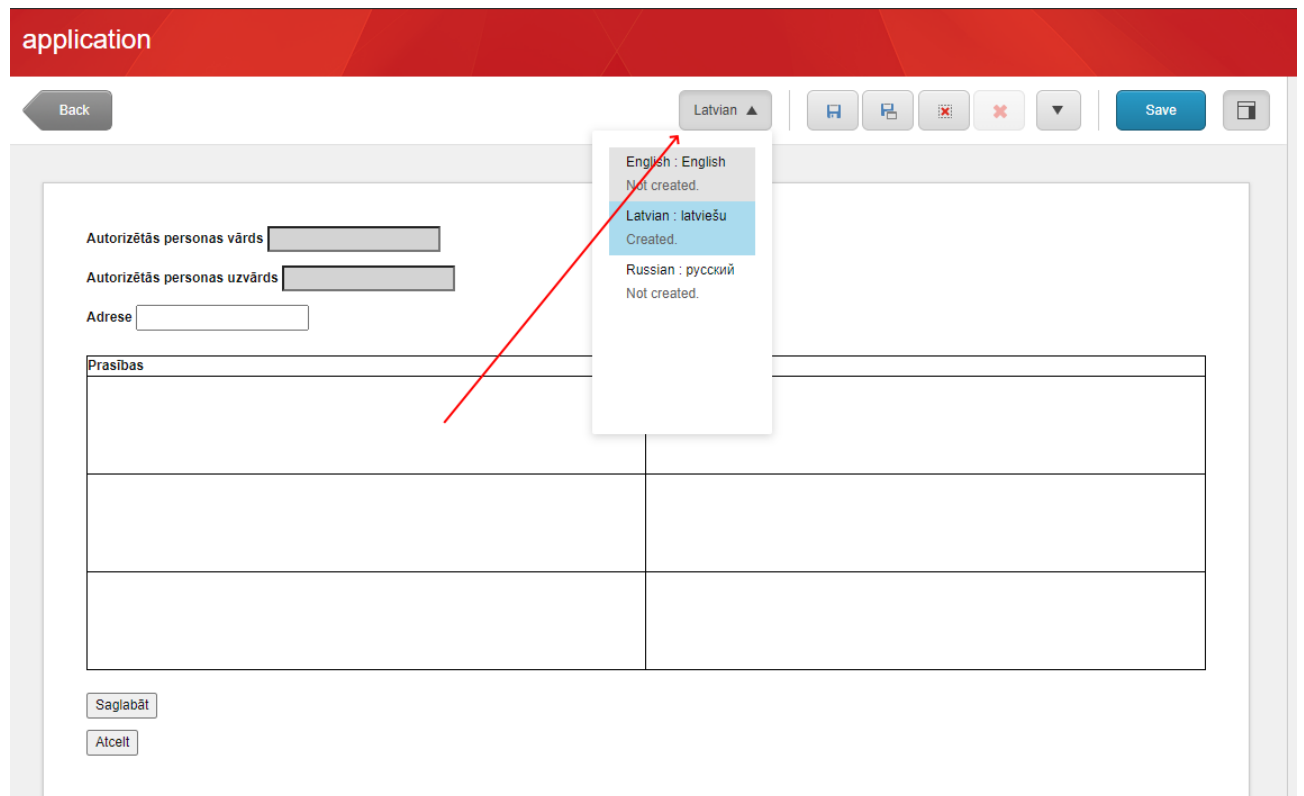 application
Back
Latvian
Save
English : English
Not created.
Latvian : latviešu
Created.
Russian : русский
Not created.
Autorizētās personas vārds
Autorizētās personas uzvārds
Adrese
Prasības
Saglabāt
Atcelt